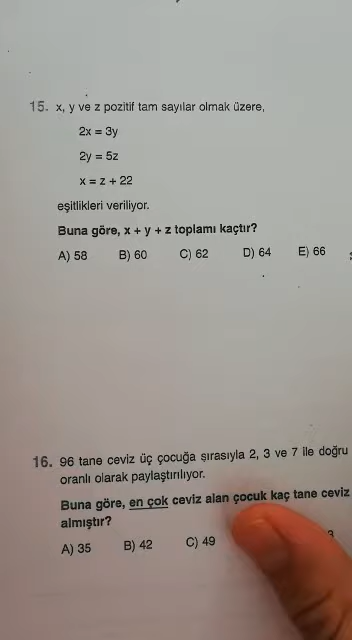 15. x, y ve z pozitif tam sayılar olmak üzere,
2x = 3y
2y = 5z
x = z + 22
eşitlikleri veriliyor.
Buna göre, x + y + z toplamı kaçtır?
A) 58 B) 60 C) 62 D) 64 E) 66
16. 96 tane ceviz üç çocuğa sırasıyla 2, 3 ve 7 ile doğru
oranlı olarak paylaştırılıyor.
Buna göre, en çok ceviz alan çocuk kaç tane ceviz
almıştır?
A) 35 B) 42 C) 49